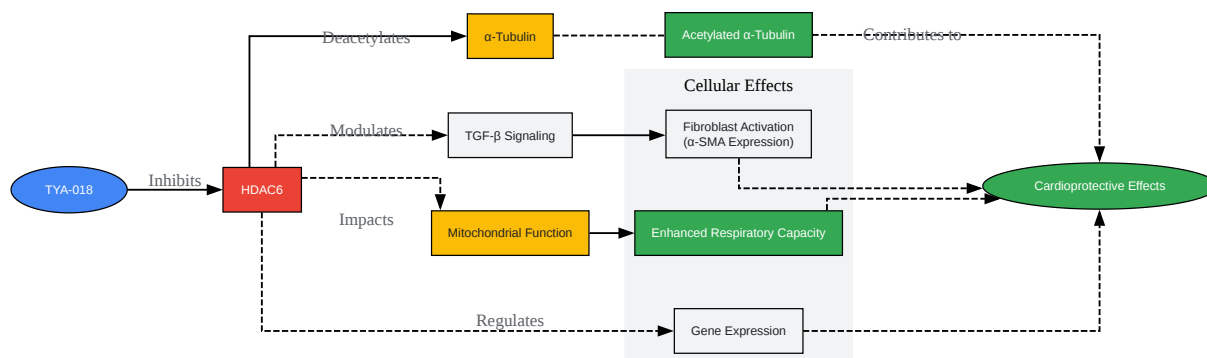 Deacetylates
α-Tubulin
Acetylated α-Tubulin
Contributes to
Cellular Effects
Modulates
TGF-β Signaling
Fibroblast Activation
(α-SMA Expression)
TYA-018
Inhibits
HDAC6
Cardioprotective Effects
Impacts
Mitochondrial Function
Enhanced Respiratory Capacity
Regulates
Gene Expression